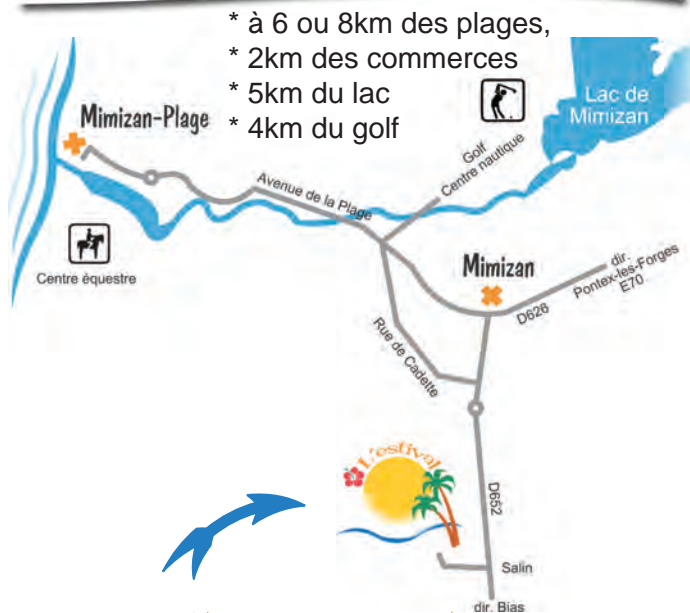 * à 6 ou 8km des plages,
* 2km des commerces
* 5km du lac
* 4km du golf
Lac de
Mimizan
Mimizan-Plage
Golf
Centre nautique
Avenue de la Plage
Centre équestre
Mimizan
dir.
Pontex-les-Forges
E70
D626
Rue de Cadette
L'estival
D652
Salin
dir. Bias